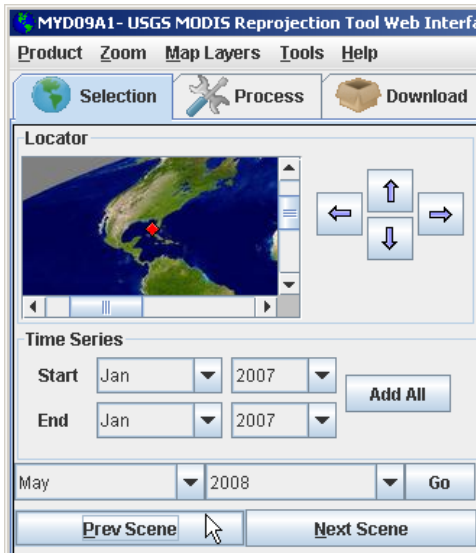 MYD09A1- USGS MODIS Reprojection Tool Web
Product Zoom Map Layers Tools Help
Selection Process Download
Locator
Time Series
Start Jan 2007
Add All
End Jan 2007
May 2008 Go
Prev Scene Next Scene